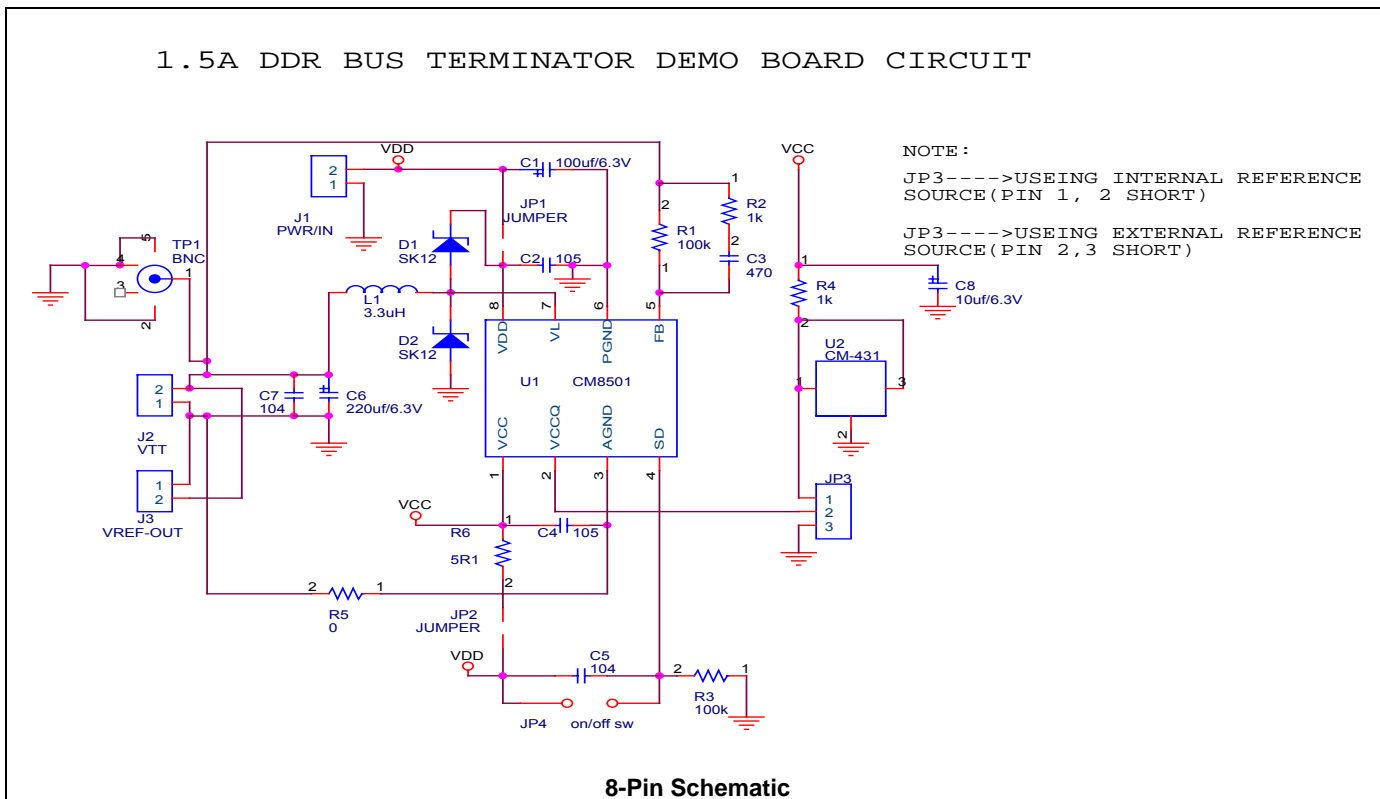 1.5A DDR BUS TERMINATOR DEMO BOARD CIRCUIT
NOTE:
JP3---->USEING INTERNAL REFERENCE
SOURCE(PIN 1, 2 SHORT)
JP3---->USEING EXTERNAL REFERENCE
SOURCE(PIN 2,3 SHORT)
VDD
2
1
J1
PWR/IN
C1
100uf/6.3V
JP1
JUMPER
D1
SK12
C2
105
TP1
BNC
5
4
3
2
1
L1
3.3uH
D2
SK12
2
R1
100k
1
1
R2
1k
2
C3
470
VCC
1
R4
1k
2
C8
10uf/6.3V
U2
CM-431
1
3
2
8
7
6
5
VDD
VL
PGND
FB
U1
CM8501
VCC
VCCQ
AGND
SD
1
2
3
4
2
1
J2
VTT
C7
104
C6
220uf/6.3V
1
2
J3
VREF-OUT
VCC
R6
1
5R1
2
C4
105
JP3
1
2
3
2
1
R5
0
JP2
JUMPER
VDD
C5
104
2
1
R3
100k
JP4
on/off sw
8-Pin Schematic